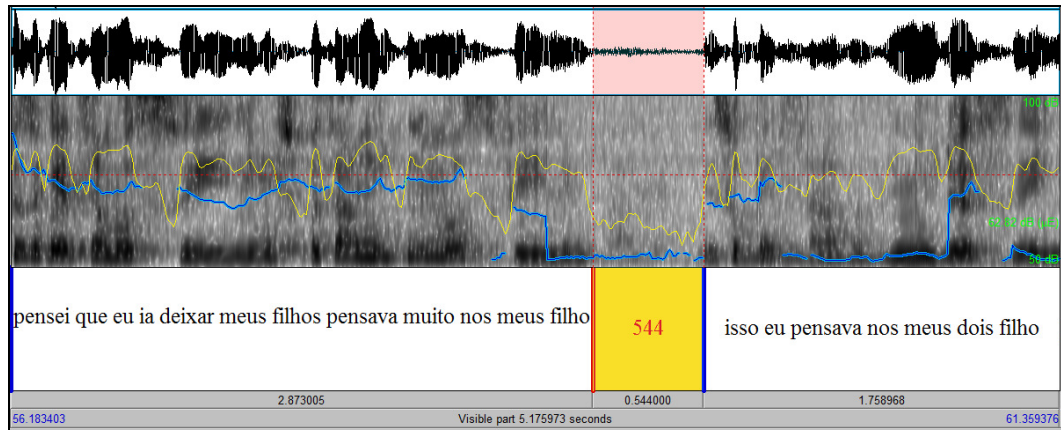 100 dB
50 dB
pensei que eu ia deixar meus filhos pensava muito nos meus filho
544
isso eu pensava nos meus dois filho
2.873005
0.544000
1.758968
56.183403
Visible part 5.175973 seconds
61.359376